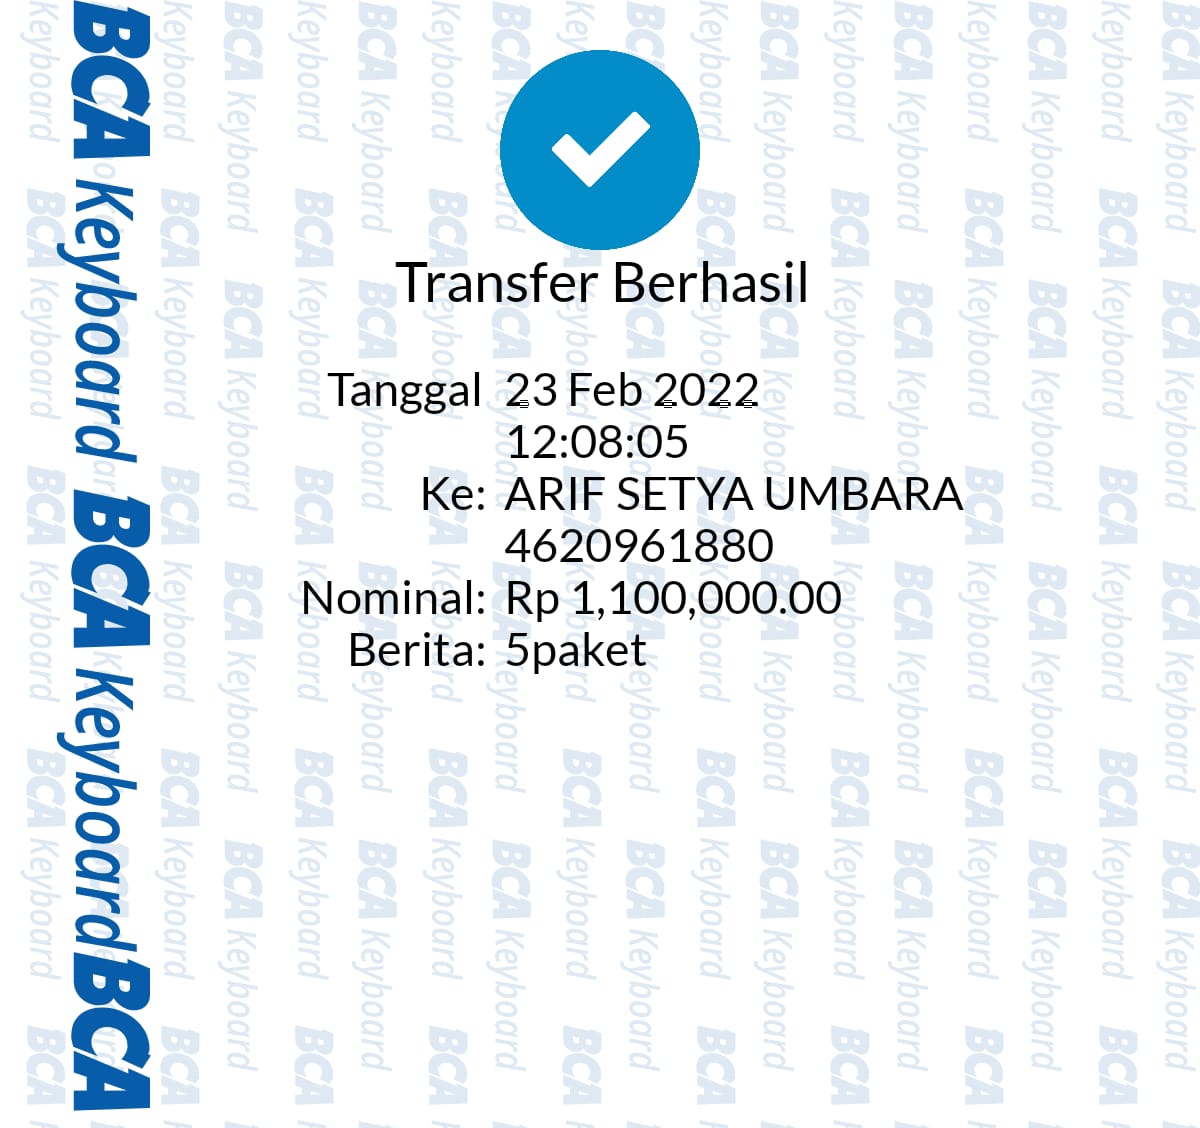 BCA Keyboard BCA Keyboard BCA
Transfer Berhasil
Tanggal 23 Feb 2022
12:08:05
Ke: ARIF SETYA UMBARA
4620961880
Nominal: Rp 1,100,000.00
Berita: 5paket